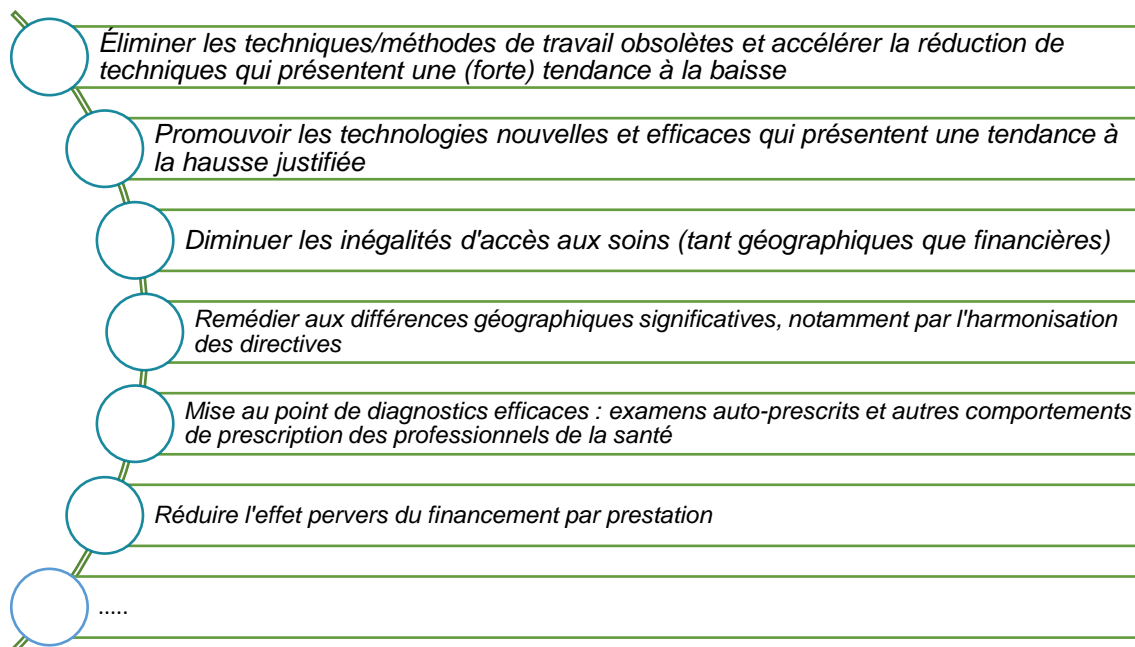 Éliminer les techniques/méthodes de travail obsolètes et accélérer la réduction de
techniques qui présentent une (forte) tendance à la baisse
Promouvoir les technologies nouvelles et efficaces qui présentent une tendance à
la hausse justifiée
Diminuer les inégalités d'accès aux soins (tant géographiques que financières)
Remédier aux différences géographiques significatives, notamment par l'harmonisation
des directives
Mise au point de diagnostics efficaces : examens auto-prescrits et autres comportements
de prescription des professionnels de la santé
Réduire l'effet pervers du financement par prestation
.....